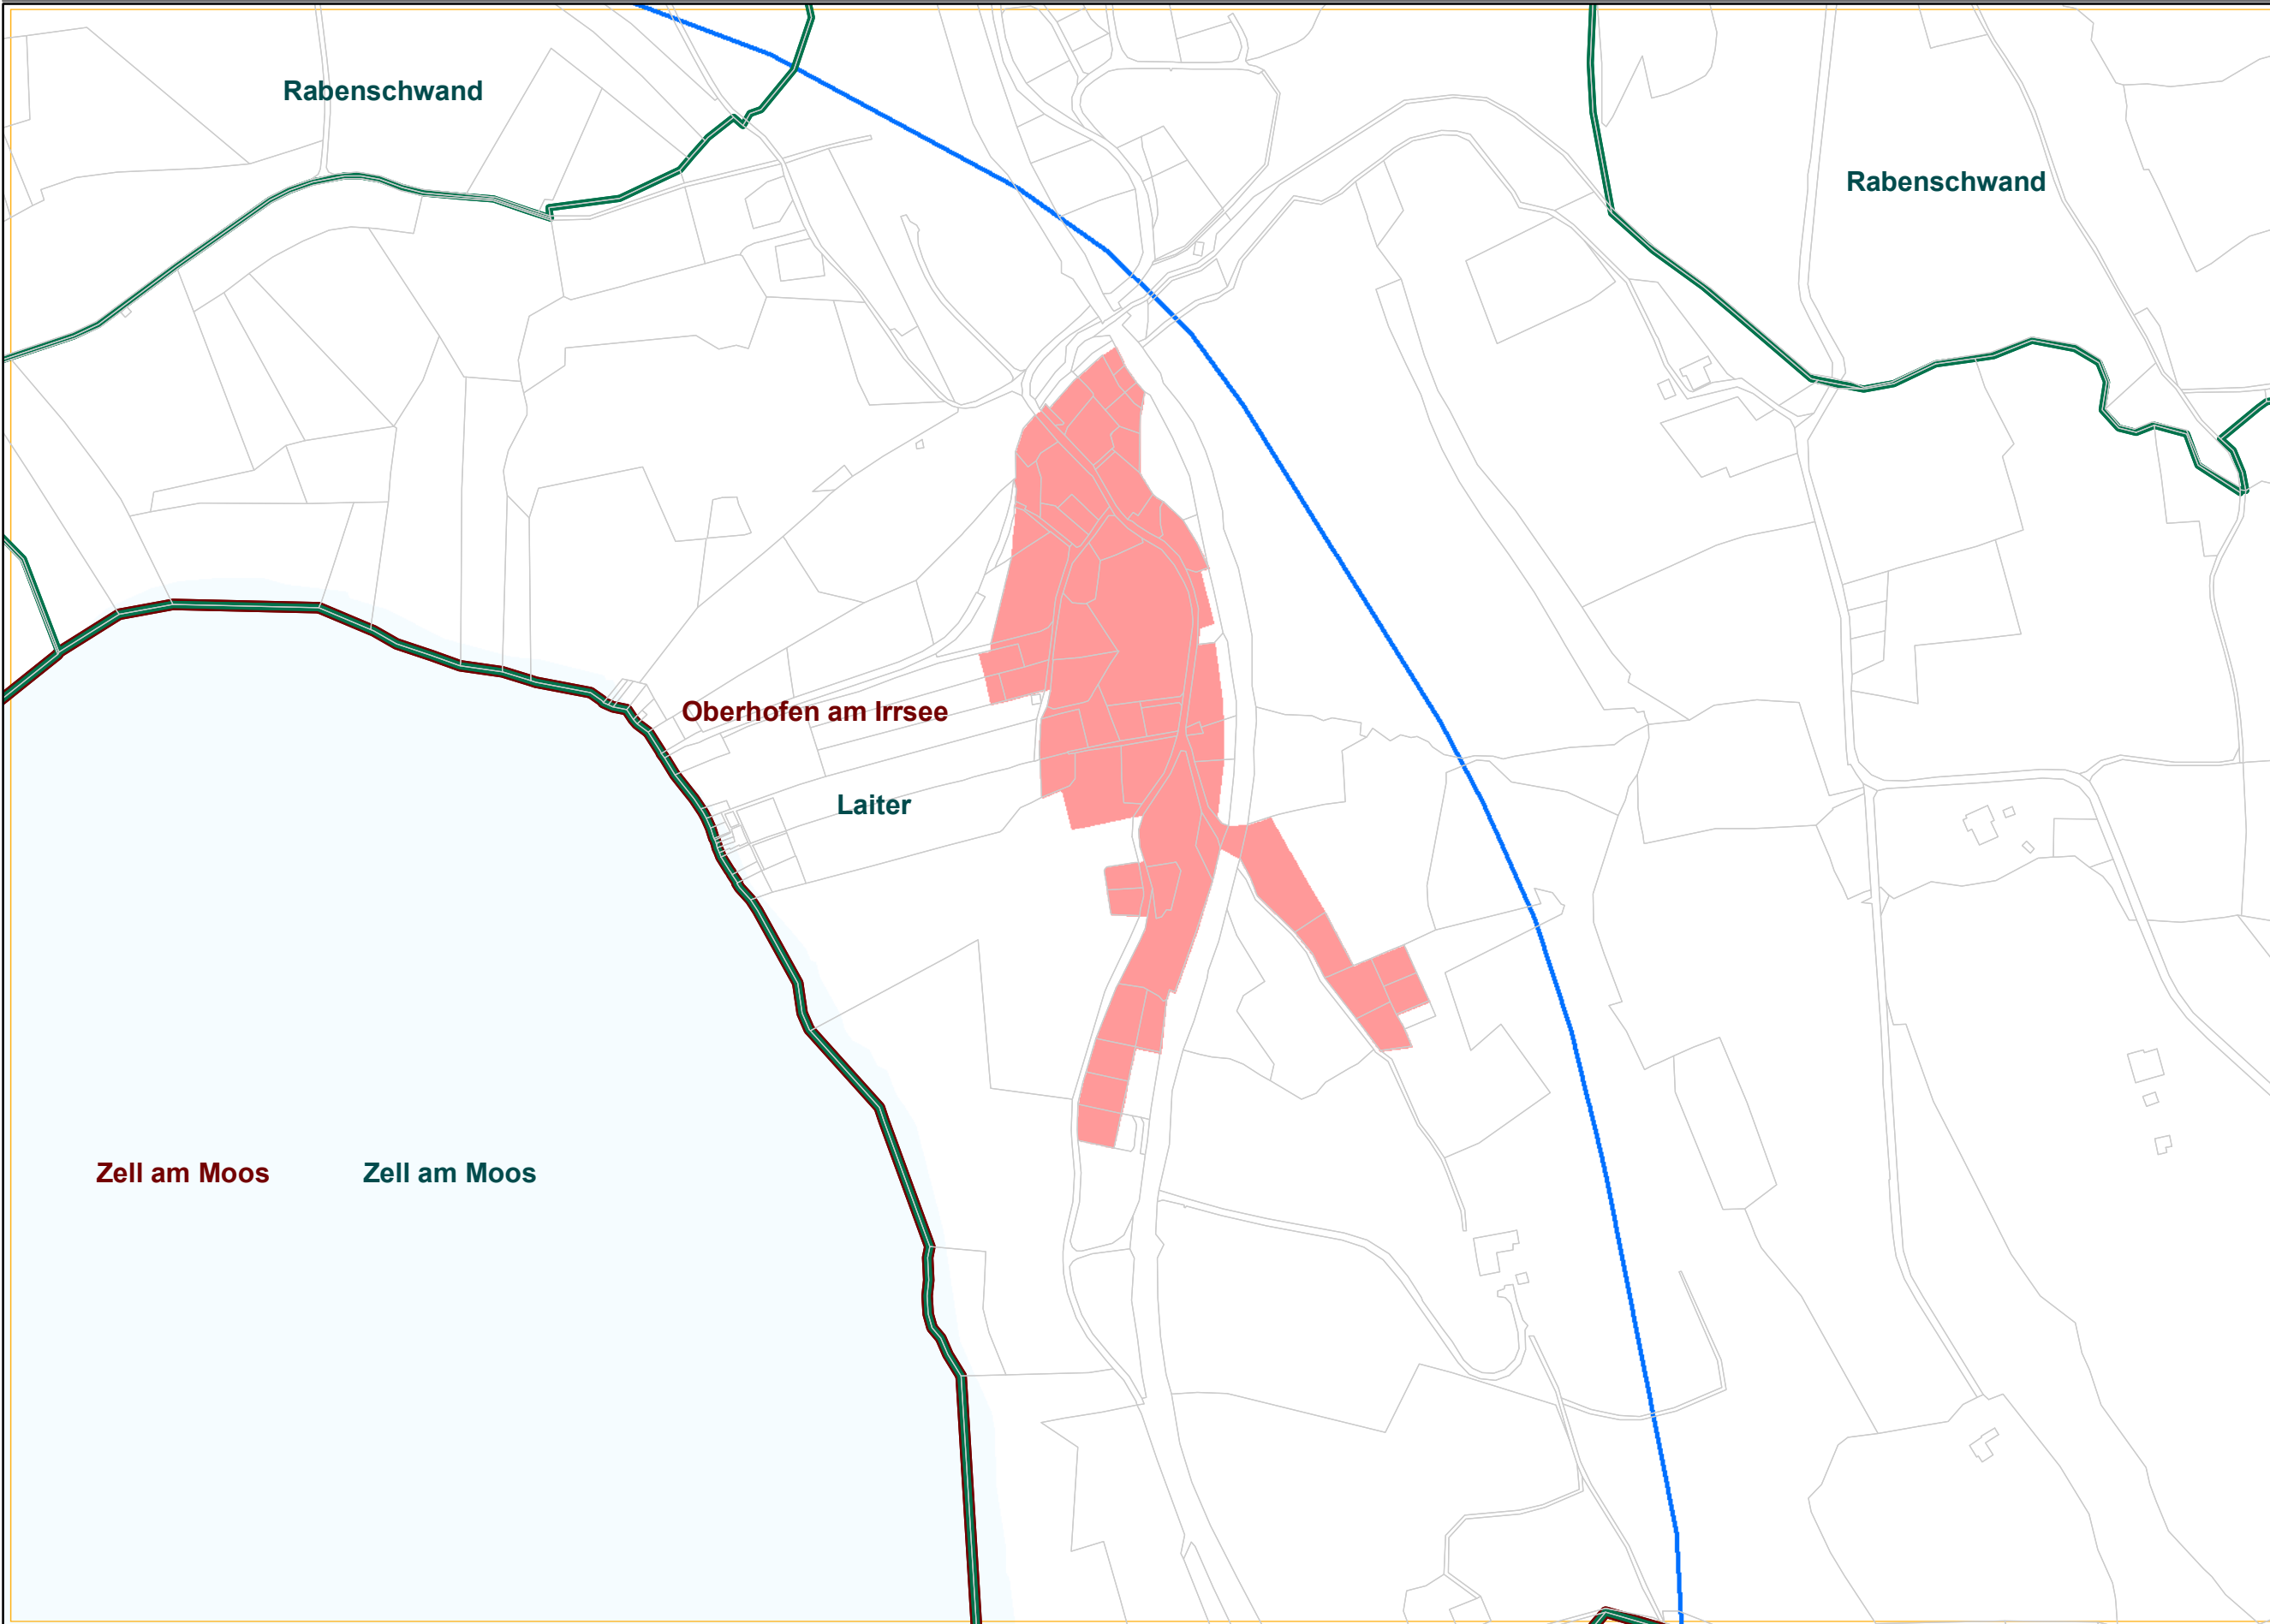 Rabenschwand
Rabenschwand
Oberhofen am Irrsee
Laiter
Zell am Moos
Zell am Moos